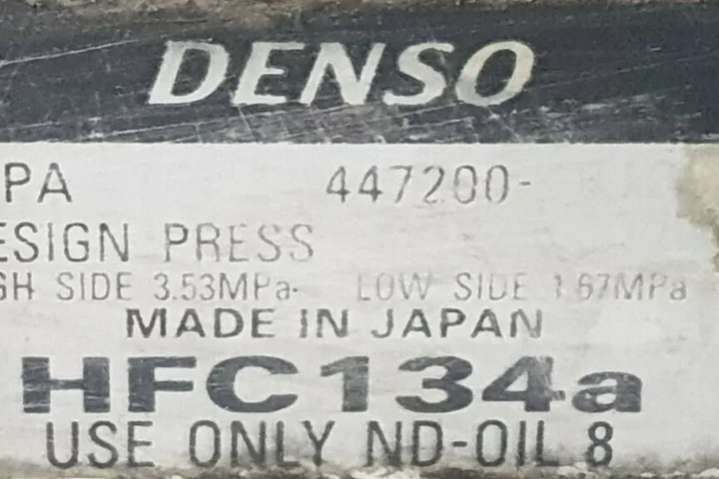 DENSO
PA 447200-
ESIGN PRESS
GH SIDE 3.53MPa LOW SIDE 1.67MPa
MADE IN JAPAN
HFC134a
USE ONLY ND-OIL 8